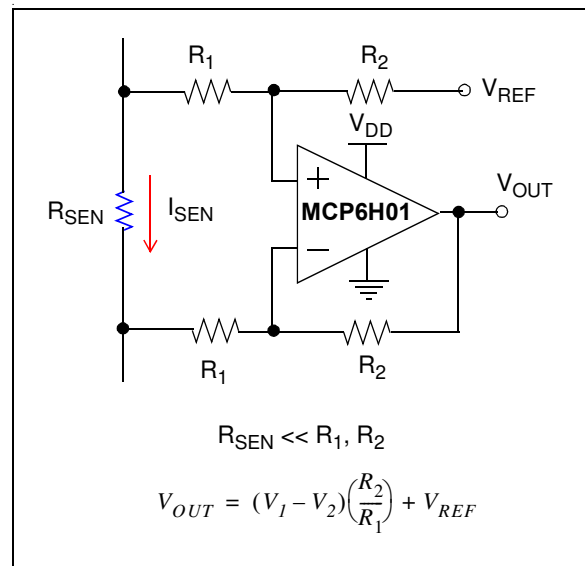 R1
R2
VREF
VDD
VOUT
+
MCP6H01
−
RSEN
ISEN
R1
R2
RSEN << R1, R2
VOUT = (V1 – V2)(R2/R1) + VREF